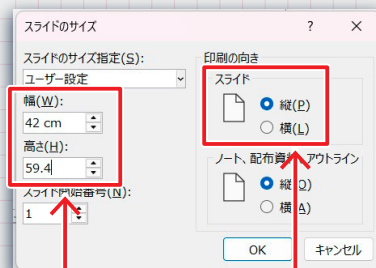 スライドのサイズ
? ×
スライドのサイズ指定(S):
ユーザー設定
幅(W):
42 cm
高さ(H):
59.4
スライド開始番号(N):
1
印刷の向き
スライド
縦(P)
横(L)
ノート、配布資料、アウトライン
縦(O)
横(A)
OK
キャンセル